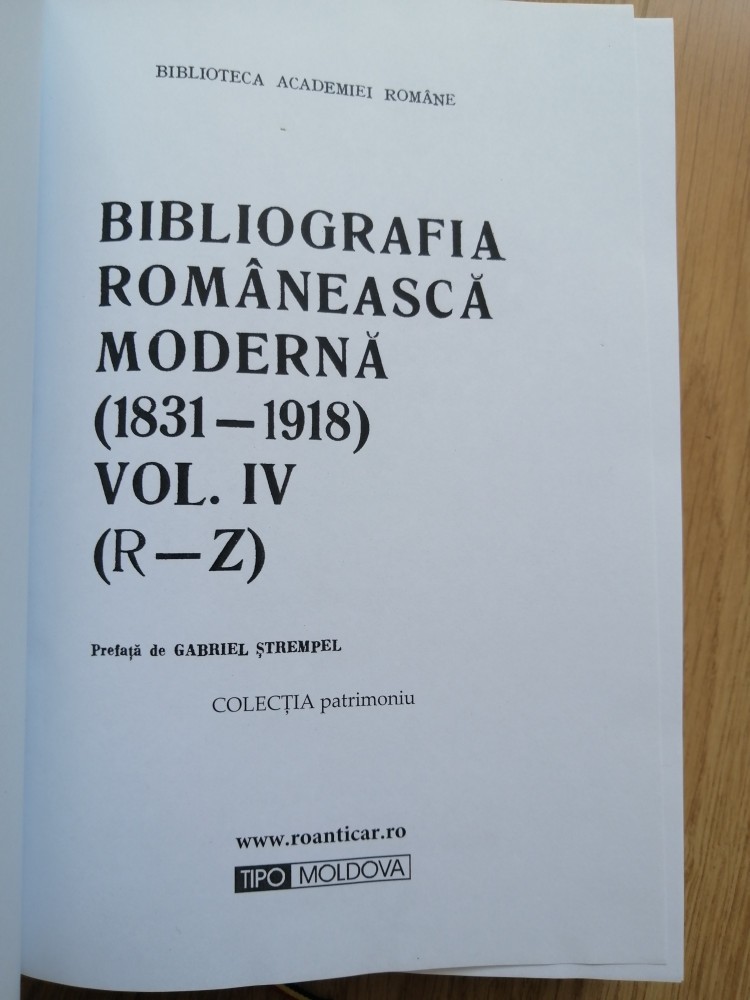 BIBLIOTECA ACADEMIEI ROMÂNE
BIBLIOGRAFIA
ROMÂNEASCĂ
MODERNĂ
(1831—1918)
VOL. IV
(R—Z)
Prefață de GABRIEL ȘTREMPEL
COLECȚIA patrimoniu
www.roanticar.ro
TIPO MOLDOVA